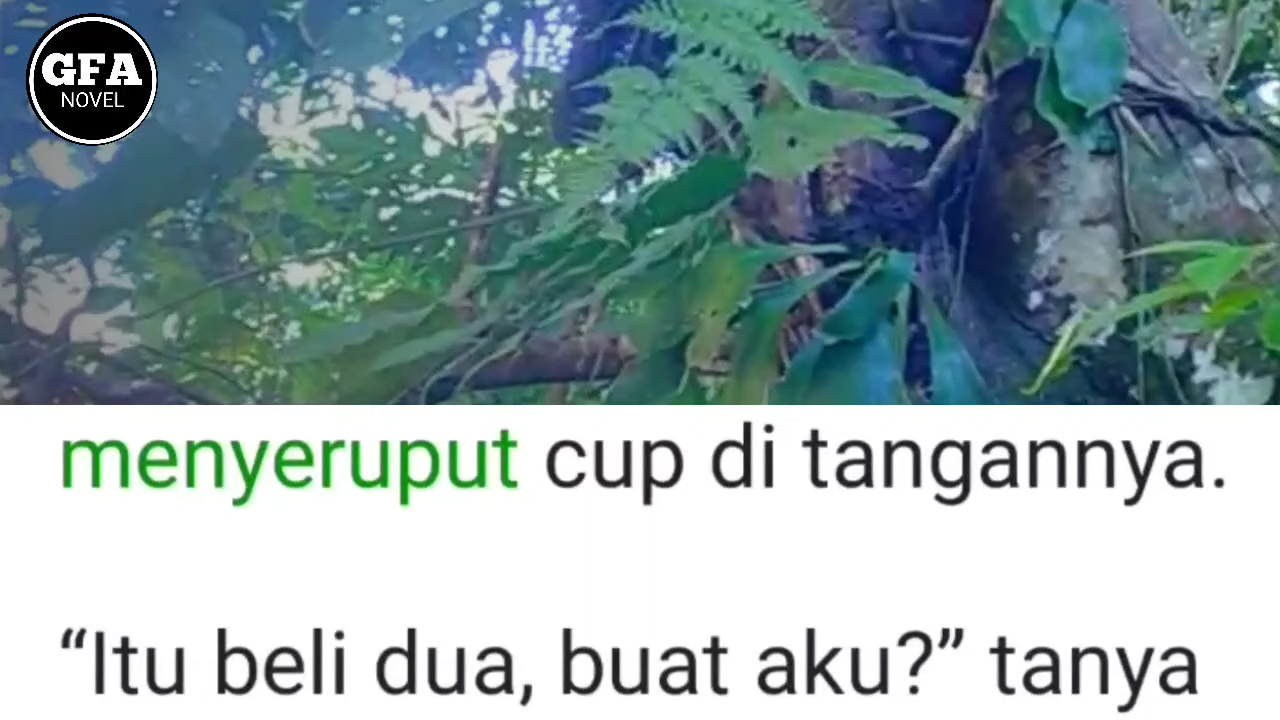 GFA
NOVEL
menyeruput cup di tangannya.
“Itu beli dua, buat aku?” tanya